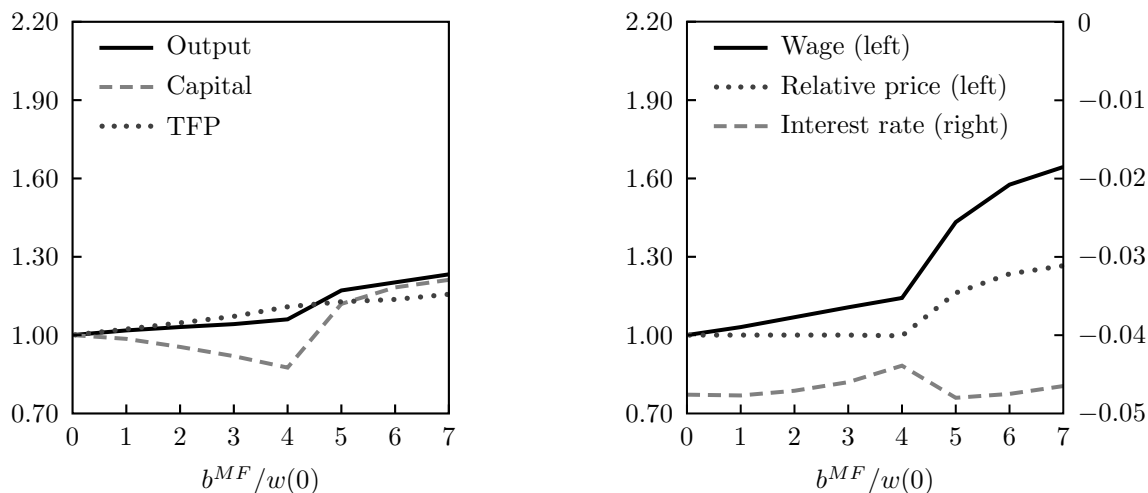 2.20
1.90
1.60
1.30
1.00
0.70
Output
Capital
TFP
0 1 2 3 4 5 6 7
b^{MF}/w(0)
2.20
1.90
1.60
1.30
1.00
0.70
Wage (left)
Relative price (left)
Interest rate (right)
0
−0.01
−0.02
−0.03
−0.04
−0.05
0 1 2 3 4 5 6 7
b^{MF}/w(0)